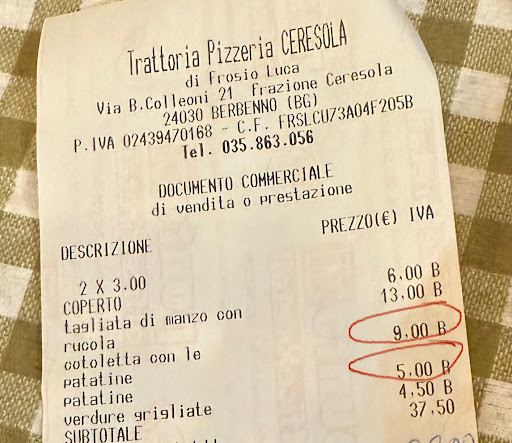 Trattoria Pizzeria CERESOLA
di Frosio Luca
Via B.Colleoni 21 Frazione Ceresola
24030 BERBENNO (BG)
P.IVA 02439470168 - C.F. FRSLCU73A04F205B
Tel. 035.863.056
DOCUMENTO COMMERCIALE
di vendita o prestazione
DESCRIZIONE PREZZO(€) IVA
2 X 3.00
COPERTO 6,00 B
tagliata di manzo con
rucola 13,00 B
cotoletta con le
patatine 9,00 B
patatine 5,00 B
verdure grigliate 4,50 B
SUBTOTALE 37,50